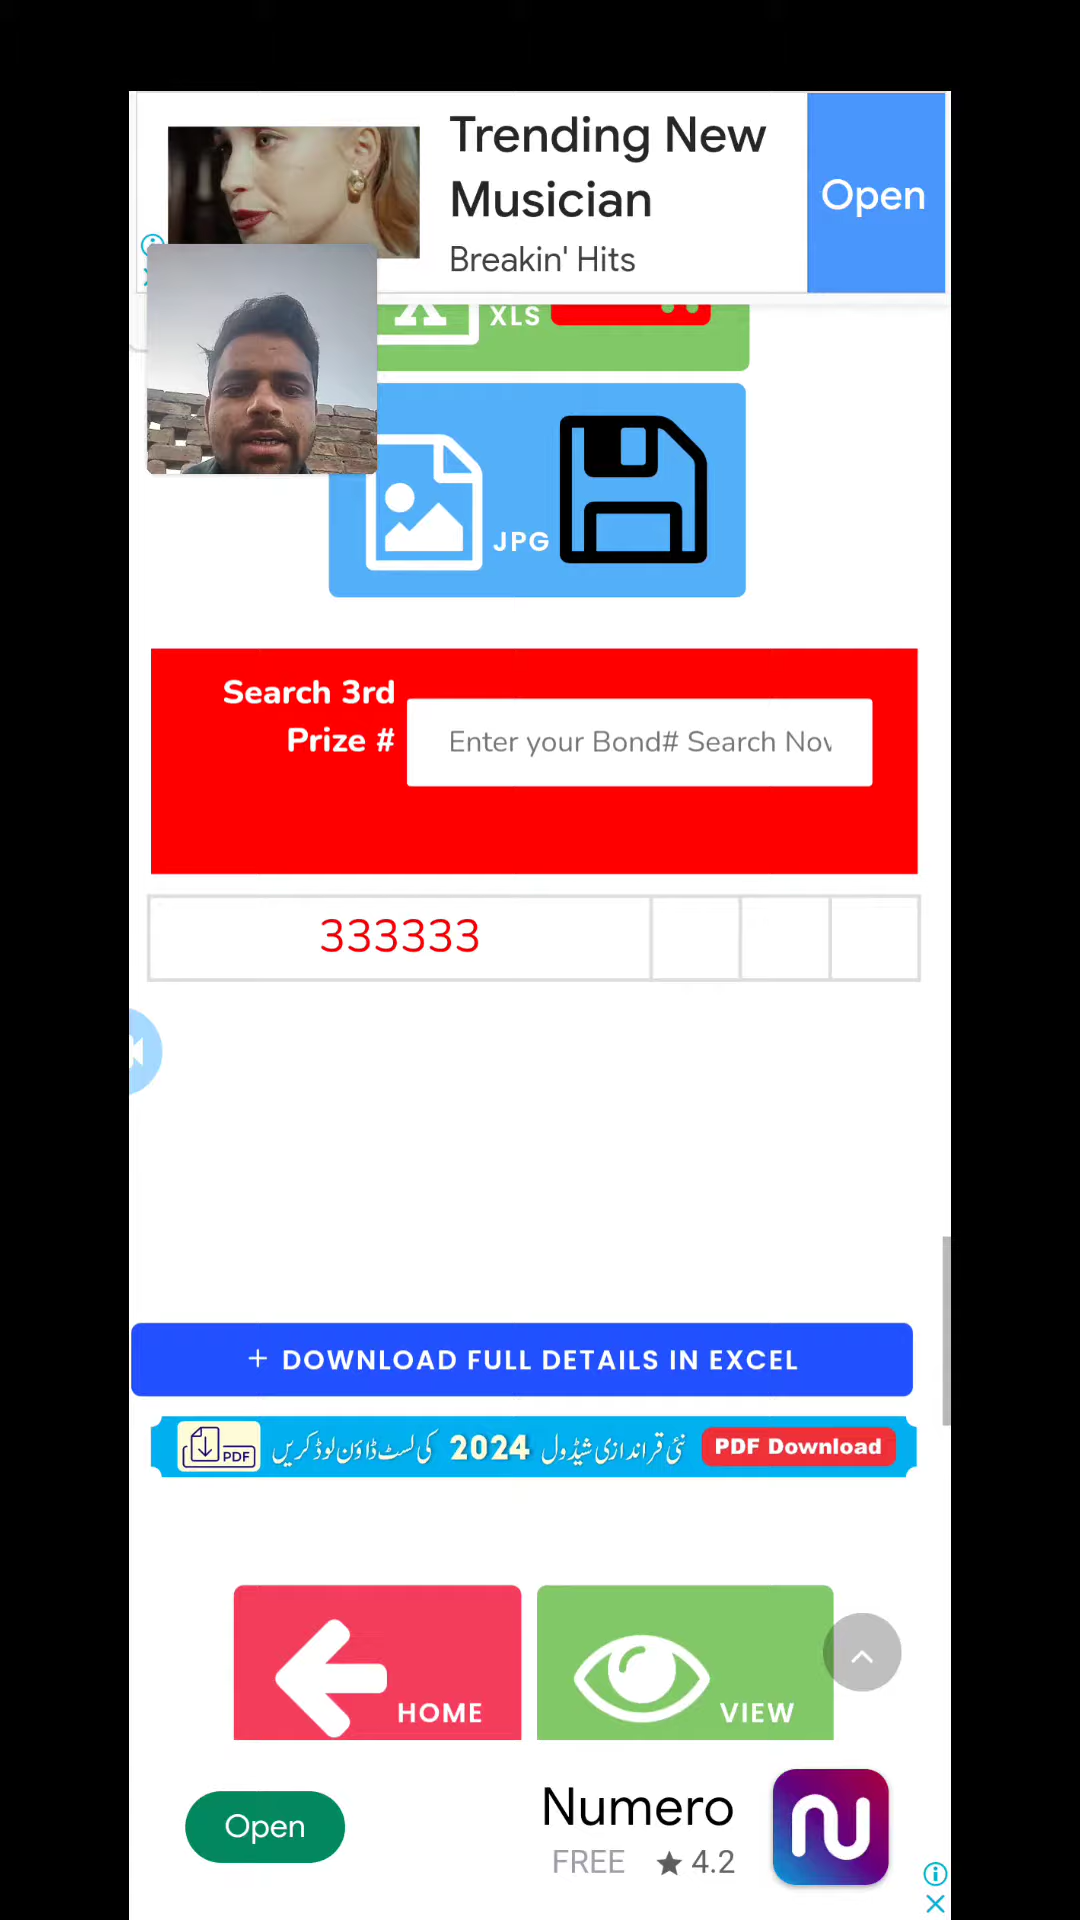 Trending New
Musician
Breakin' Hits
Open
XLS
JPG
Search 3rd
Prize #
Enter your Bond# Search Nov
333333
+ DOWNLOAD FULL DETAILS IN EXCEL
PDF نئی قراندازی شیڈول 2024 کی لسٹ ڈاؤن لوڈ کریں PDF Download
HOME
VIEW
Open
Numero
FREE ★ 4.2